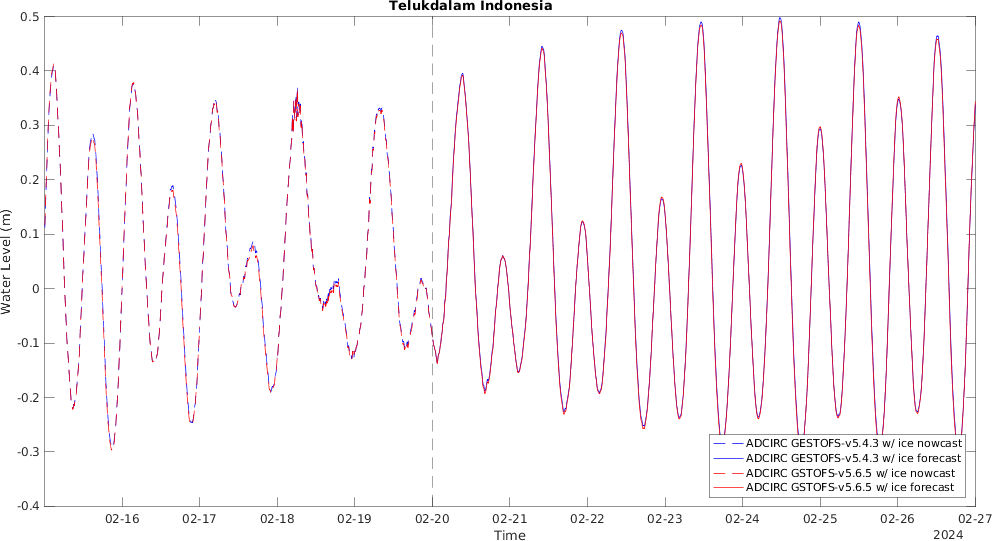 Telukdalam Indonesia
0.5
0.4
0.3
0.2
0.1
0
-0.1
-0.2
-0.3
-0.4
Water Level (m)
ADCIRC GESTOFS-v5.4.3 w/ ice nowcast
ADCIRC GESTOFS-v5.4.3 w/ ice forecast
ADCIRC GSTOFS-v5.6.5 w/ ice nowcast
ADCIRC GSTOFS-v5.6.5 w/ ice forecast
02-16 02-17 02-18 02-19 02-20 02-21 02-22 02-23 02-24 02-25 02-26 02-27
Time
2024